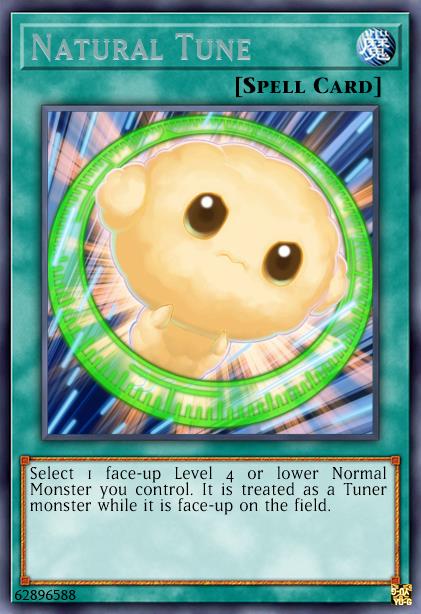 Natural Tune
魔
[Spell Card]
Select 1 face-up Level 4 or lower Normal
Monster you control. It is treated as a Tuner
monster while it is face-up on the field.
62896588